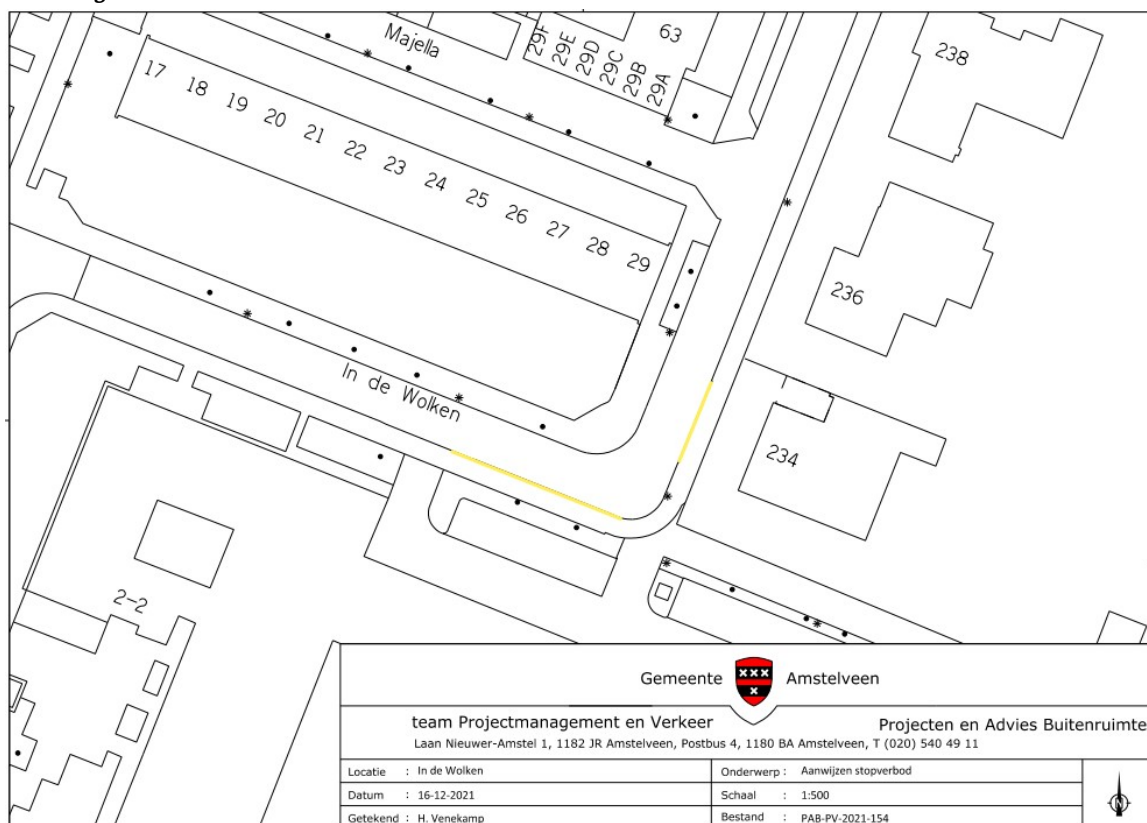 Majella
63
29F
29E
29D
29C
29B
29A
238
17
18
19
20
21
22
23
24
25
26
27
28
29
236
In de Wolken
234
2-2
Gemeente Amstelveen
team Projectmanagement en Verkeer
Projecten en Advies Buitenruimte
Laan Nieuwer-Amstel 1, 1182 JR Amstelveen, Postbus 4, 1180 BA Amstelveen, T (020) 540 49 11
Locatie : In de Wolken
Onderwerp : Aanwijzen stopverbod
Datum : 16-12-2021
Schaal : 1:500
Getekend : H. Venekamp
Bestand : PAB-PV-2021-154
N